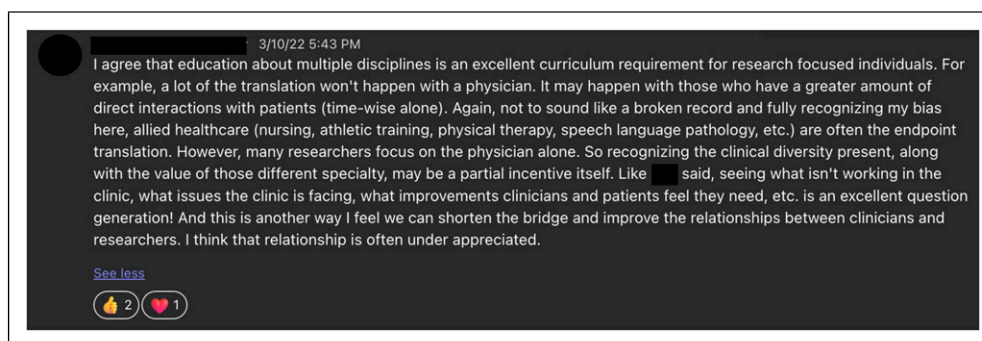 3/10/22 5:43 PM
I agree that education about multiple disciplines is an excellent curriculum requirement for research focused individuals. For
example, a lot of the translation won't happen with a physician. It may happen with those who have a greater amount of
direct interactions with patients (time-wise alone). Again, not to sound like a broken record and fully recognizing my bias
here, allied healthcare (nursing, athletic training, physical therapy, speech language pathology, etc.) are often the endpoint
translation. However, many researchers focus on the physician alone. So recognizing the clinical diversity present, along
with the value of those different specialty, may be a partial incentive itself. Like said, seeing what isn't working in the
clinic, what issues the clinic is facing, what improvements clinicians and patients feel they need, etc. is an excellent question
generation! And this is another way I feel we can shorten the bridge and improve the relationships between clinicians and
researchers. I think that relationship is often under appreciated.
See less
👍 2 ❤️ 1